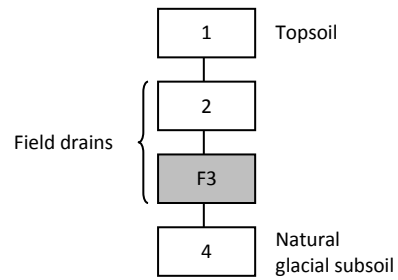 1
Topsoil
2
Field drains
F3
4
Natural
glacial subsoil